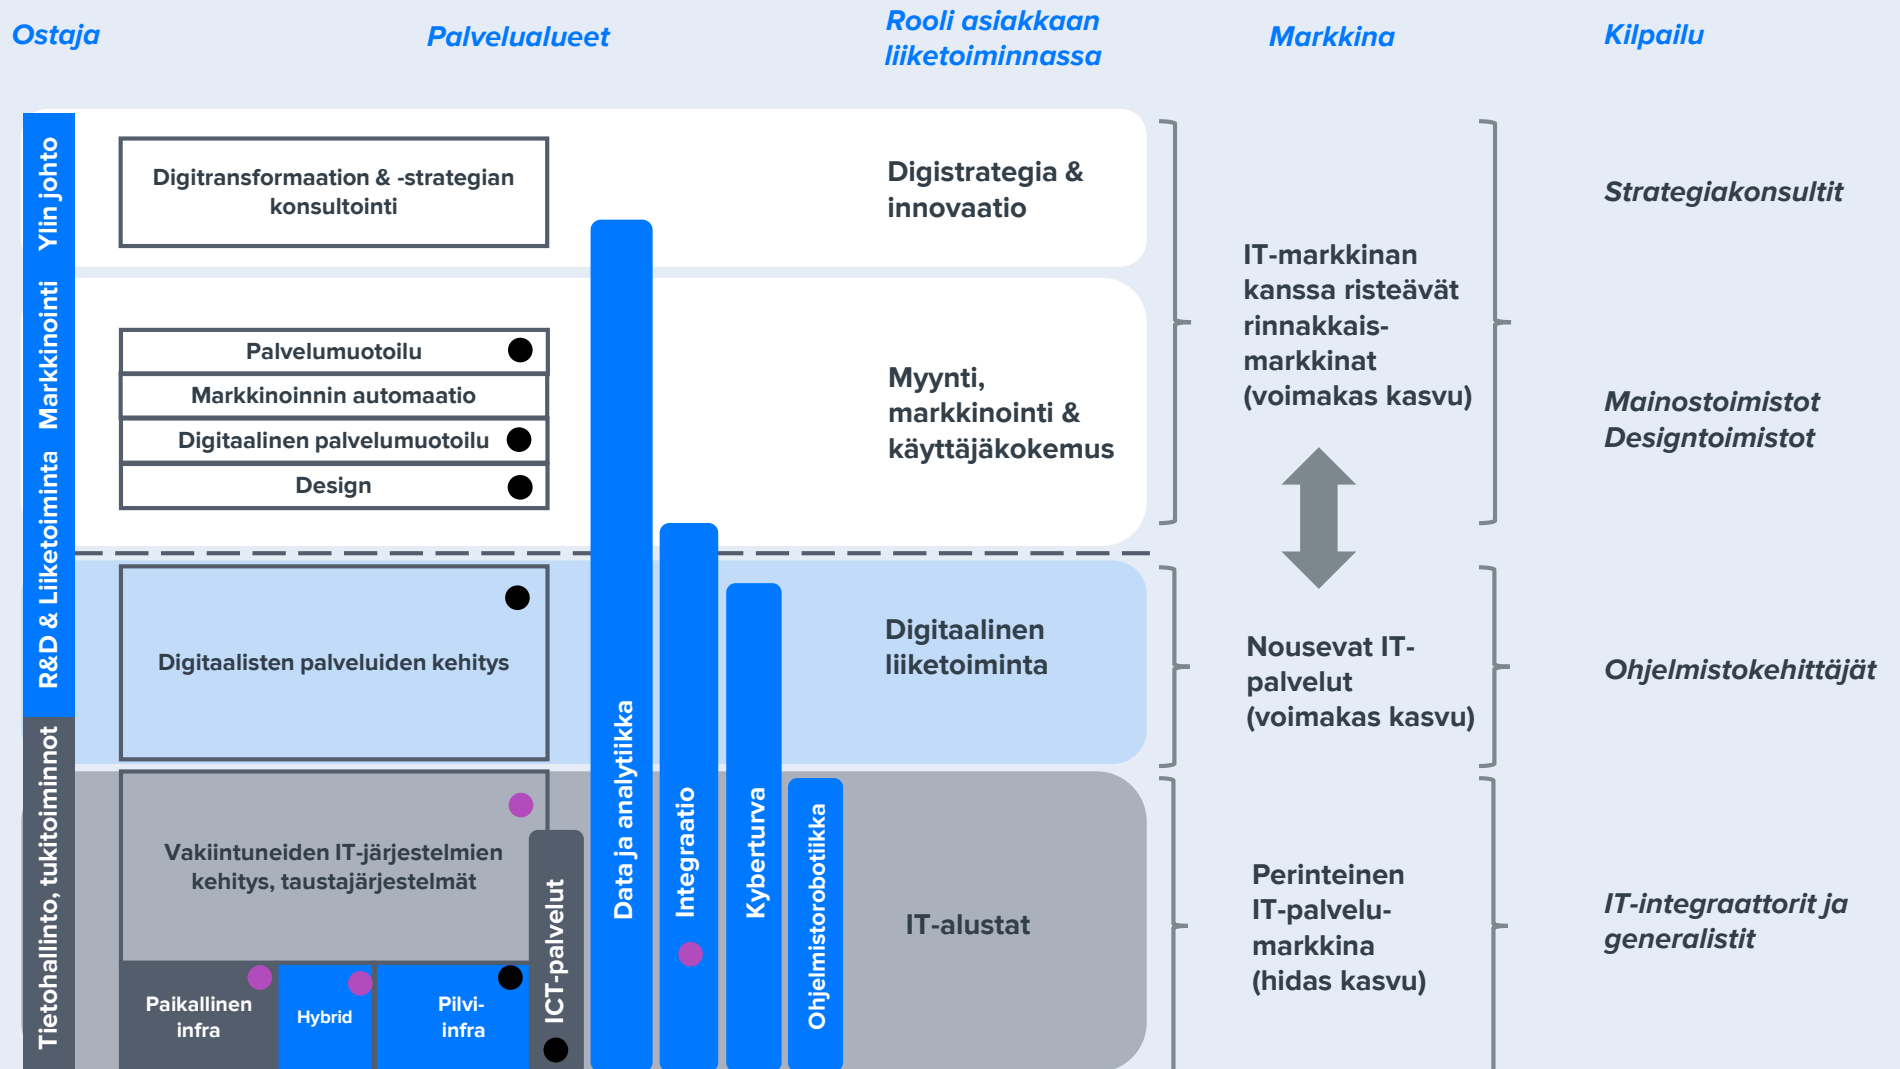 Ostaja
Palvelualueet
Rooli asiakkaan
liiketoiminnassa
Markkina
Kilpailu
Ylin johto
Markkinointi
R&D & Liiketoiminta
Tietohallinto, tukitoiminnot
Digitransformaation & -strategian
konsultointi
Palvelumuotoilu
Markkinoinnin automaatio
Digitaalinen palvelumuotoilu
Design
Digitaalisten palveluiden kehitys
Vakiintuneiden IT-järjestelmien
kehitys, taustajärjestelmät
Paikallinen
infra
Hybrid
Pilvi-
infra
ICT-palvelut
Data ja analytiikka
Integraatio
Kyberturva
Ohjelmistorobotiikka
Digistrategia &
innovaatio
Myynti,
markkinointi &
käyttäjäkokemus
Digitaalinen
liiketoiminta
IT-alustat
IT-markkinan
kanssa risteävät
rinnakkais-
markkinat
(voimakas kasvu)
Nousevat IT-
palvelut
(voimakas kasvu)
Perinteinen
IT-palvelu-
markkina
(hidas kasvu)
Strategiakonsultit
Mainostoimistot
Designtoimistot
Ohjelmistokehittäjät
IT-integraattorit ja
generalistit